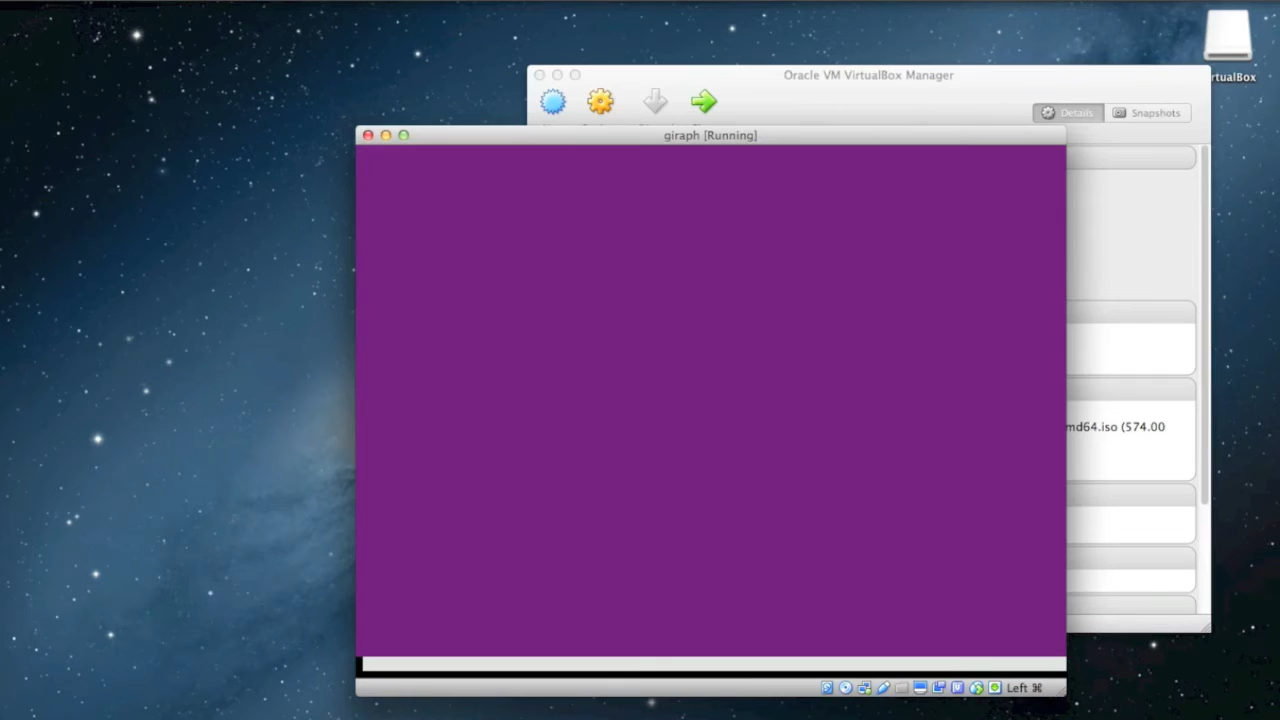 Oracle VM VirtualBox Manager
rtualBox
Details
Snapshots
giraph [Running]
md64.iso (574.00
Left ⌘